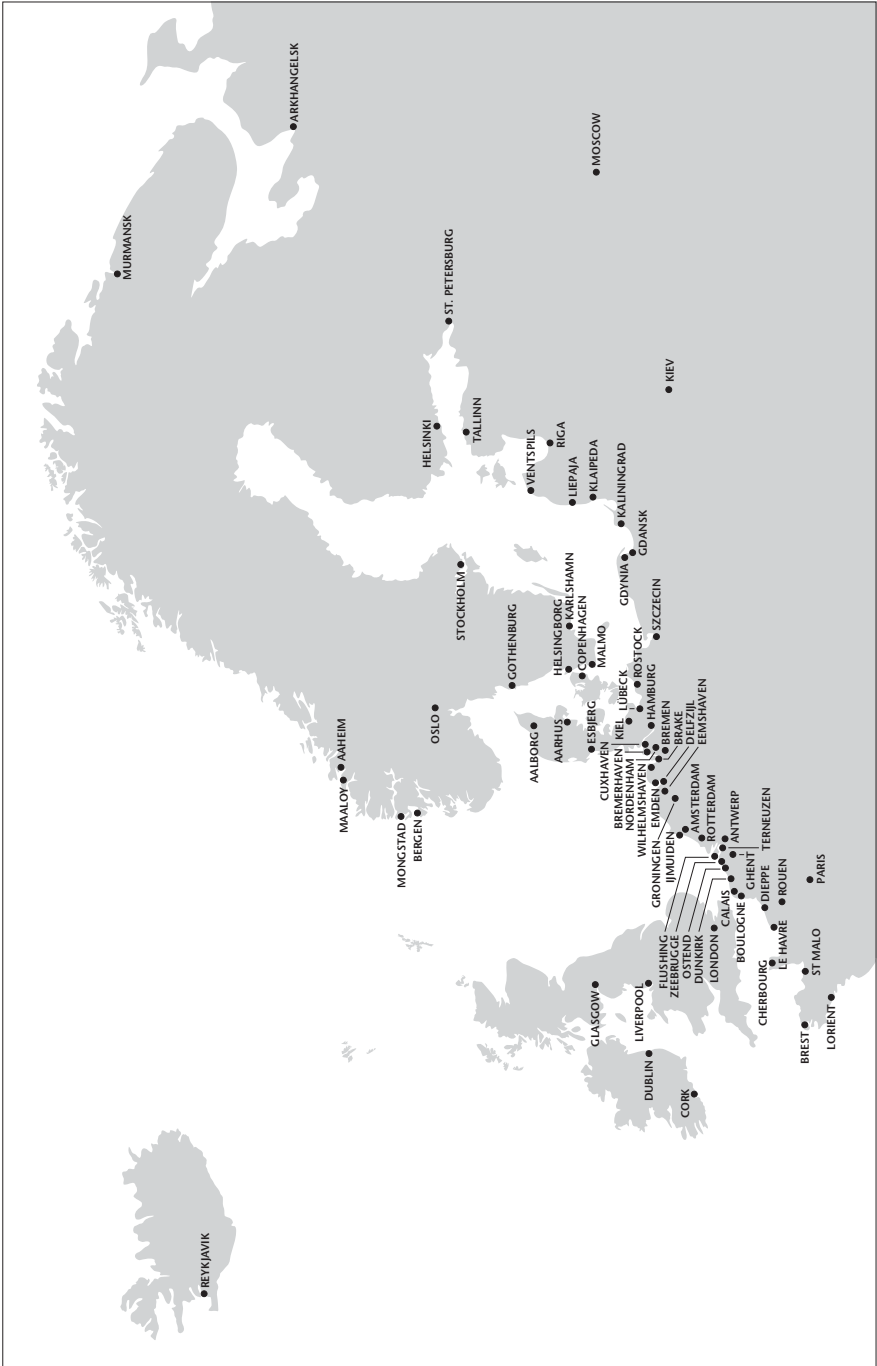 REYKJAVIK
MURMANSK
ARKHANGELSK
MAALOY
AAHEIM
MONGSTAD
BERGEN
OSLO
HELSINKI
ST. PETERSBURG
STOCKHOLM
TALLINN
GOTHENBURG
VENTSPILS
RIGA
AALBORG
AARHUS
HELSINGBORG
KARLSHAMN
COPENHAGEN
MALMO
LIEPAJA
KLAIPEDA
MOSCOW
GLASGOW
ESBJERG
KIEL
LÜBECK
ROSTOCK
HAMBURG
GDYNIA
KALININGRAD
GDANSK
SZCZECIN
KIEV
CUXHAVEN
BREMERHAVEN
NORDENHAM
WILHELMSHAVEN
EMDEN
BREMEN
BRAKE
DELFZIJL
EEMSHAVEN
DUBLIN
LIVERPOOL
CORK
GRONINGEN
IJMUIDEN
AMSTERDAM
ROTTERDAM
FLUSHING
ZEEBRUGGE
OSTEND
DUNKIRK
LONDON
CALAIS
BOULOGNE
ANTWERP
TERNEUZEN
GHENT
DIEPPE
ROUEN
CHERBOURG
LE HAVRE
PARIS
BREST
ST MALO
LORIENT